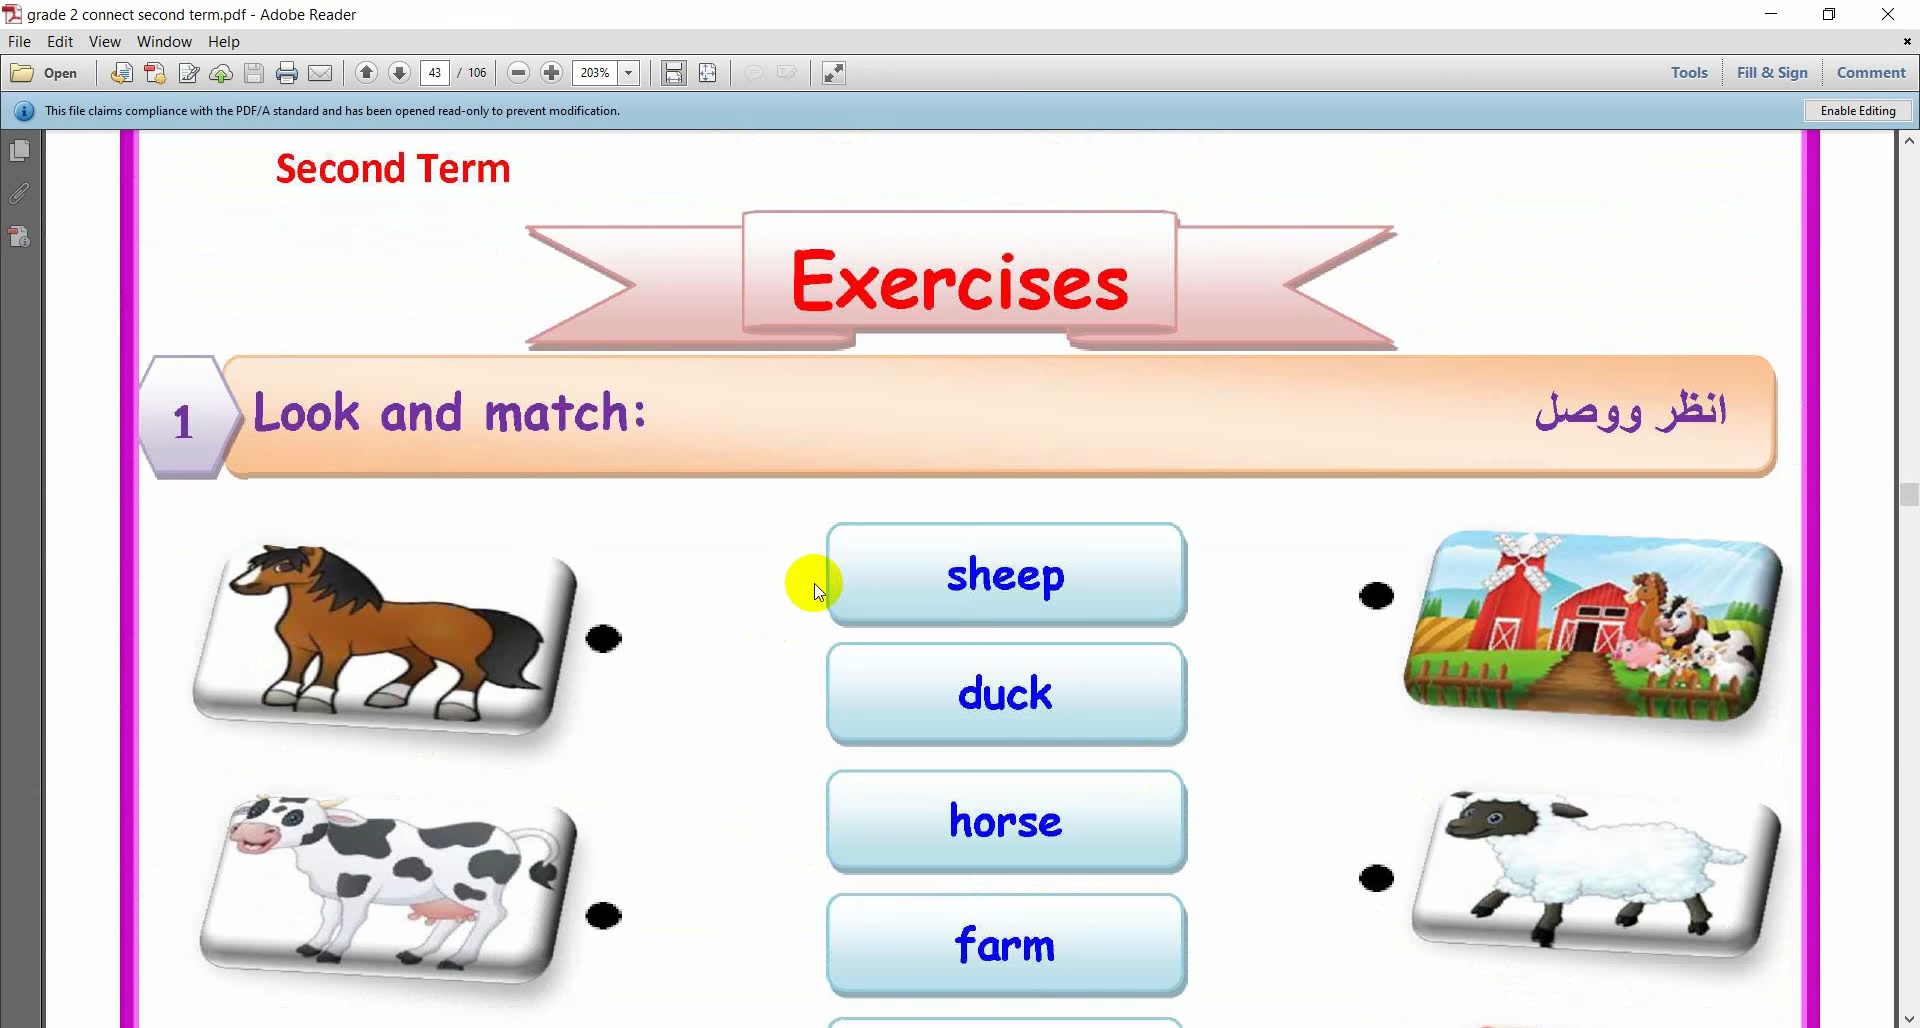 grade 2 connect second term.pdf - Adobe Reader
File Edit View Window Help
Open 43 / 106 203% Tools Fill & Sign Comment
This file claims compliance with the PDF/A standard and has been opened read-only to prevent modification. Enable Editing
Second Term
Exercises
1 Look and match: انظر ووصل
sheep
duck
horse
farm